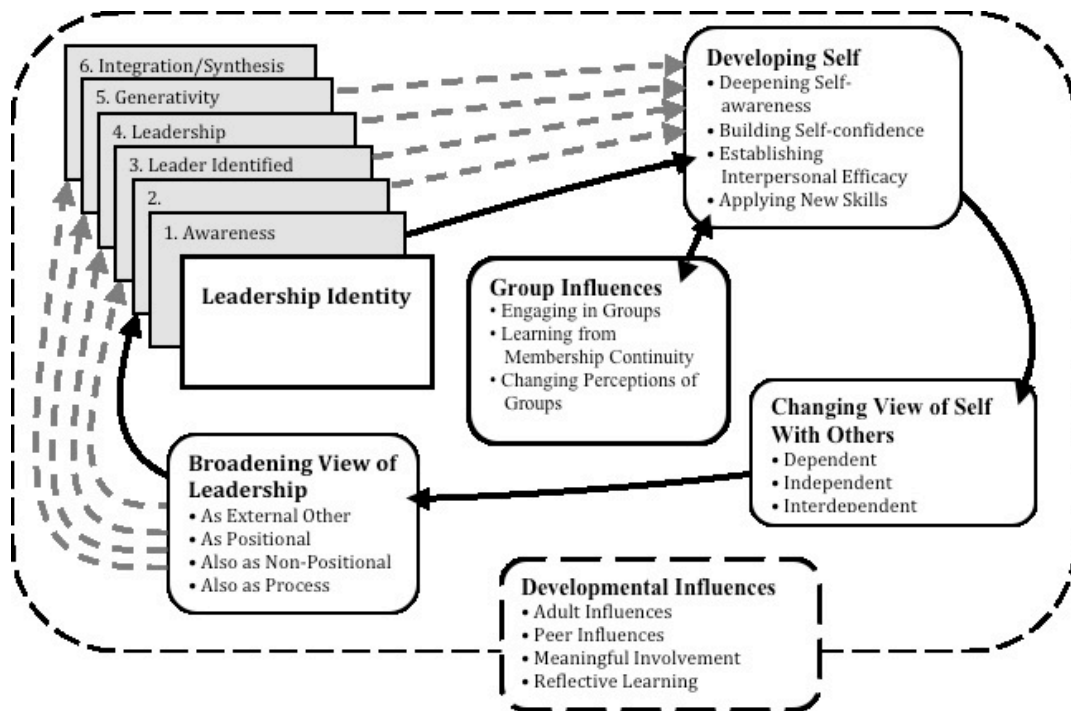 6. Integration/Synthesis
5. Generativity
4. Leadership
3. Leader Identified
2.
1. Awareness
Leadership Identity
Developing Self
• Deepening Self-
awareness
• Building Self-confidence
• Establishing
Interpersonal Efficacy
• Applying New Skills
Group Influences
• Engaging in Groups
• Learning from
Membership Continuity
• Changing Perceptions of
Groups
Changing View of Self
With Others
• Dependent
• Independent
• Interdependent
Broadening View of
Leadership
• As External Other
• As Positional
• Also as Non-Positional
• Also as Process
Developmental Influences
• Adult Influences
• Peer Influences
• Meaningful Involvement
• Reflective Learning